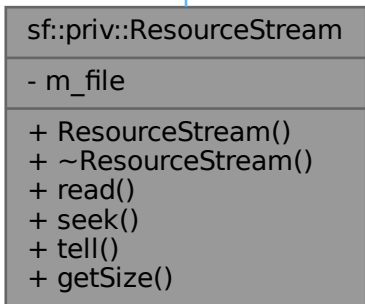 sf::priv::ResourceStream
- m_file
+ ResourceStream()
+ ~ResourceStream()
+ read()
+ seek()
+ tell()
+ getSize()